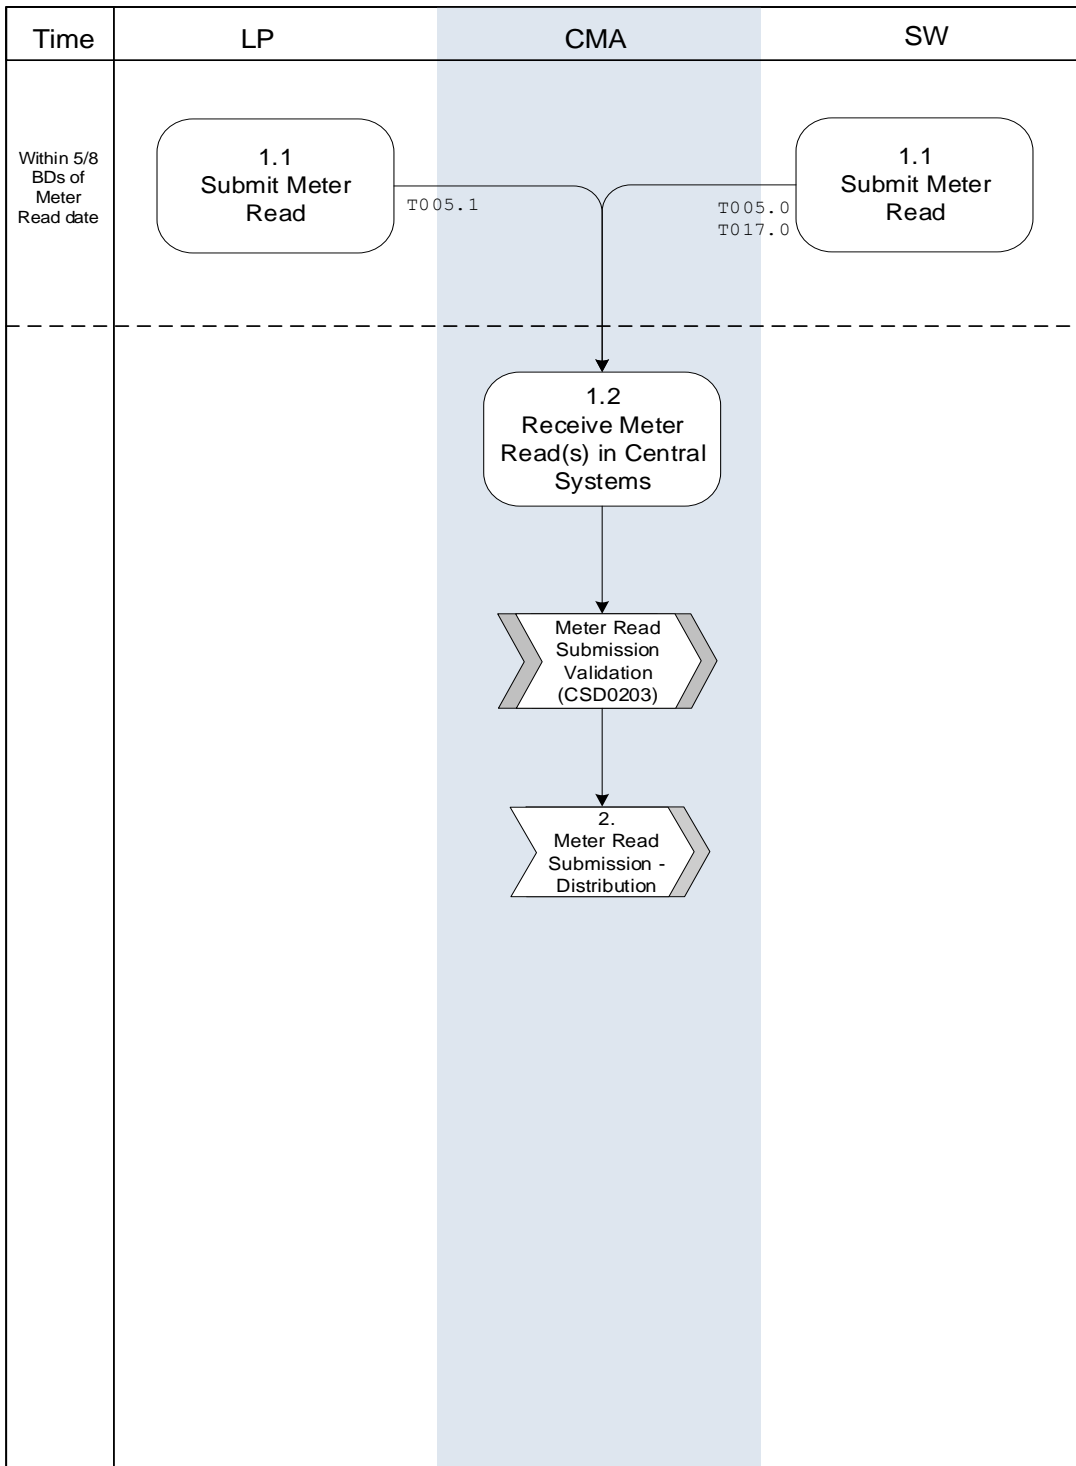 Time
LP
CMA
SW
Within 5/8
BDs of
Meter
Read date
1.1
Submit Meter
Read
T005.1
T005.0
T017.0
1.1
Submit Meter
Read
1.2
Receive Meter
Read(s) in Central
Systems
Meter Read
Submission
Validation
(CSD0203)
2.
Meter Read
Submission -
Distribution